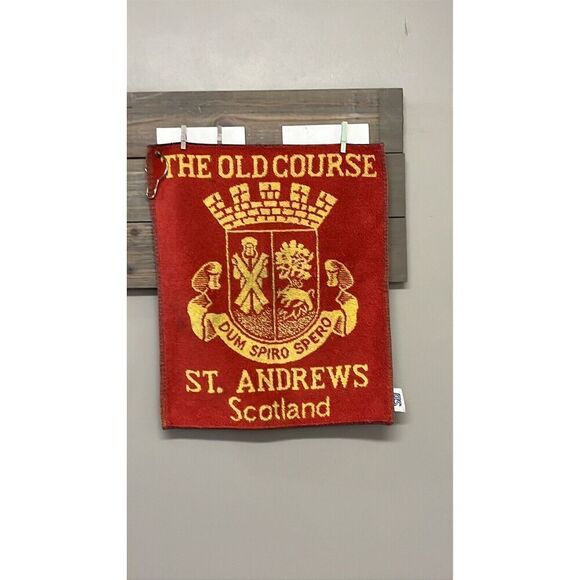 THE OLD COURSE
DUM SPIRO SPERO
ST. ANDREWS
Scotland